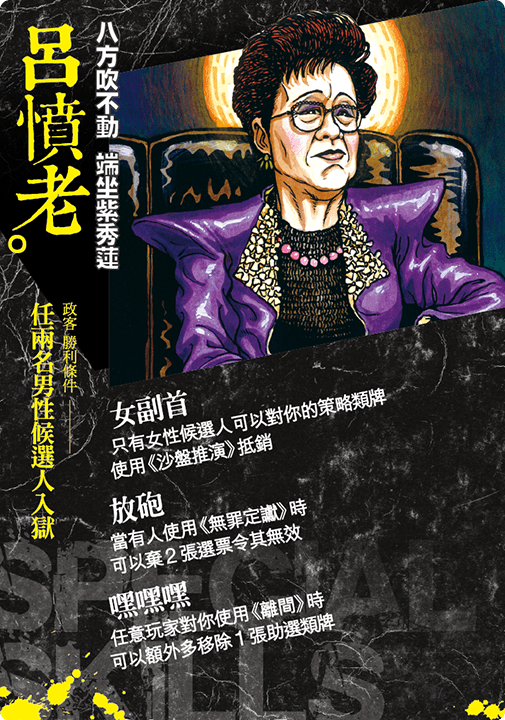 呂憤老。
八方吹不動 端坐紫秀蓮
政客 勝利條件
任兩名男性候選人入獄
女副首
只有女性候選人可以對你的策略類牌
使用《沙盤推演》抵銷
放砲
當有人使用《無罪定讞》時
可以棄2張選票令其無效
嘿嘿嘿
任意玩家對你使用《離間》時
可以額外多移除1張助選類牌
SPECIAL
SKILLS